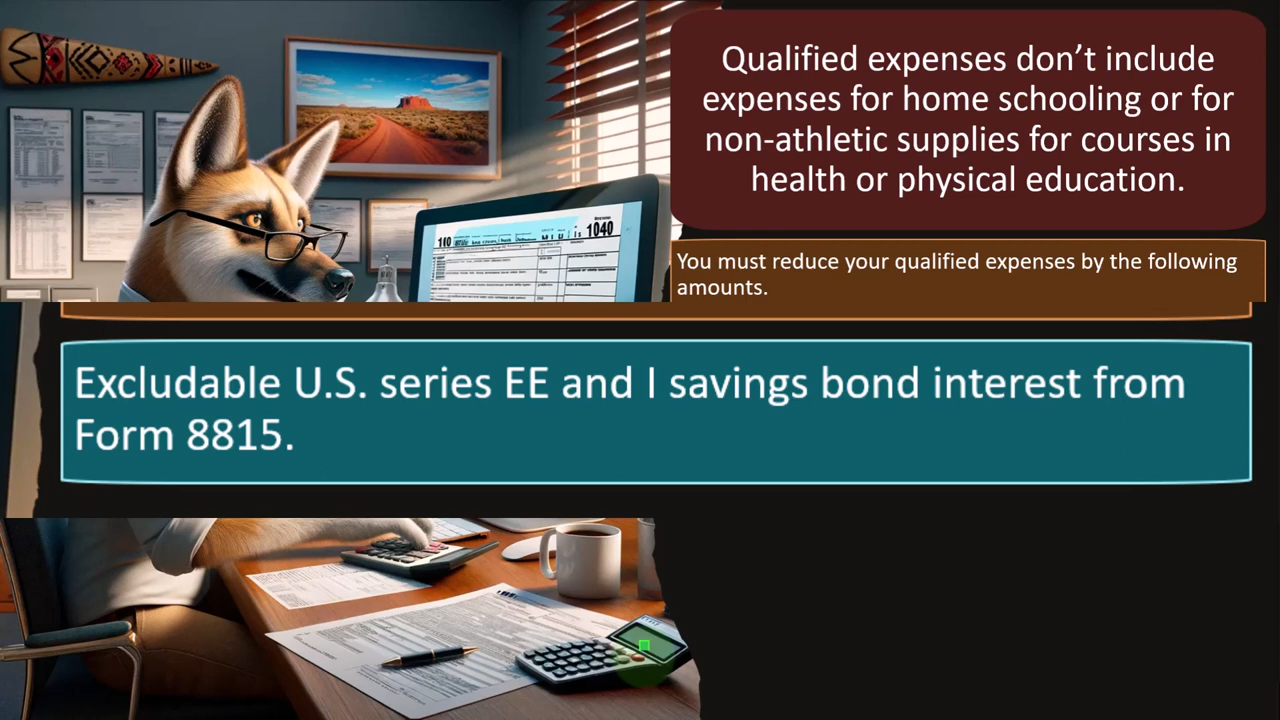 Qualified expenses don’t include
expenses for home schooling or for
non-athletic supplies for courses in
health or physical education.
1040
You must reduce your qualified expenses by the following
amounts.
Excludable U.S. series EE and I savings bond interest from
Form 8815.